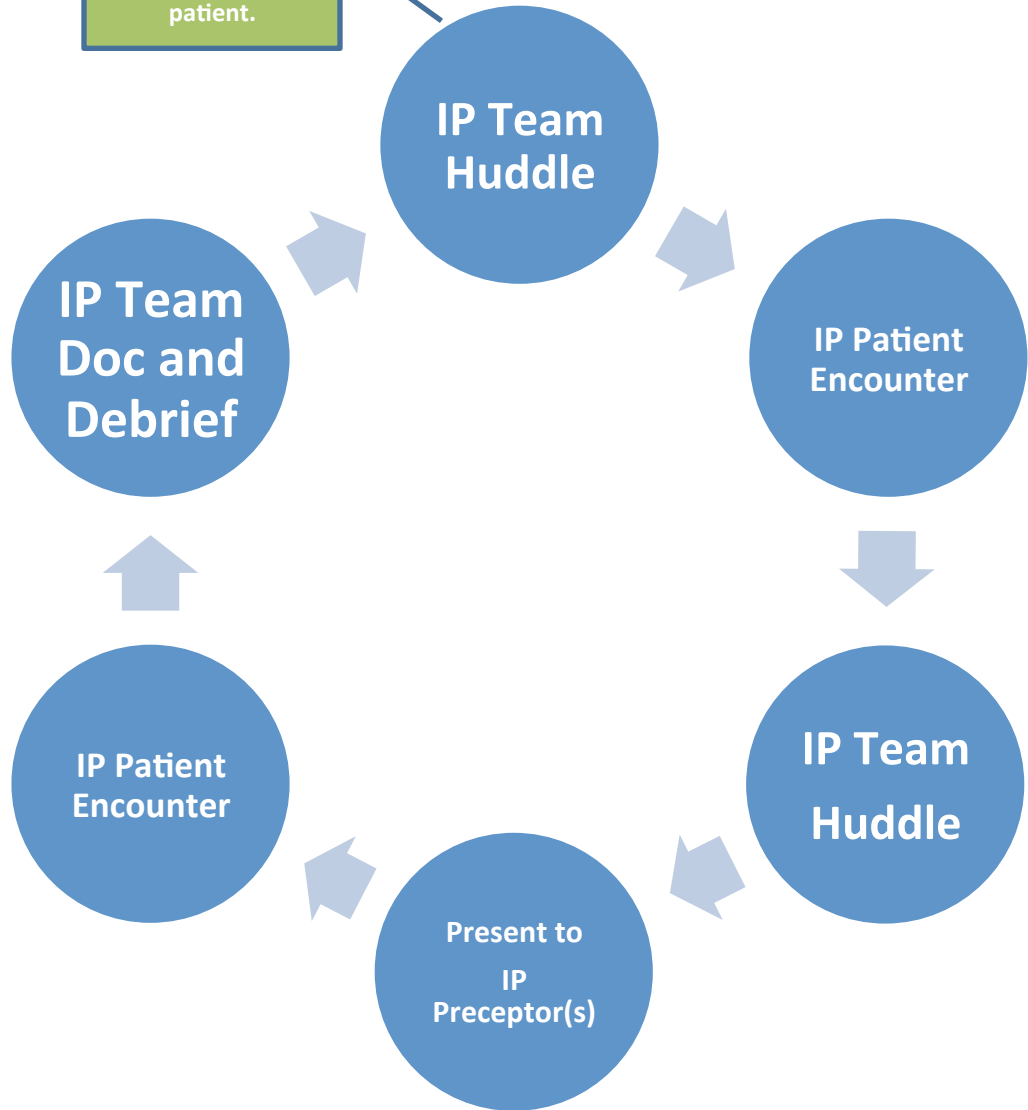 patient.
IP Team
Huddle
IP Patient
Encounter
IP Team
Huddle
Present to
IP
Preceptor(s)
IP Patient
Encounter
IP Team
Doc and
Debrief